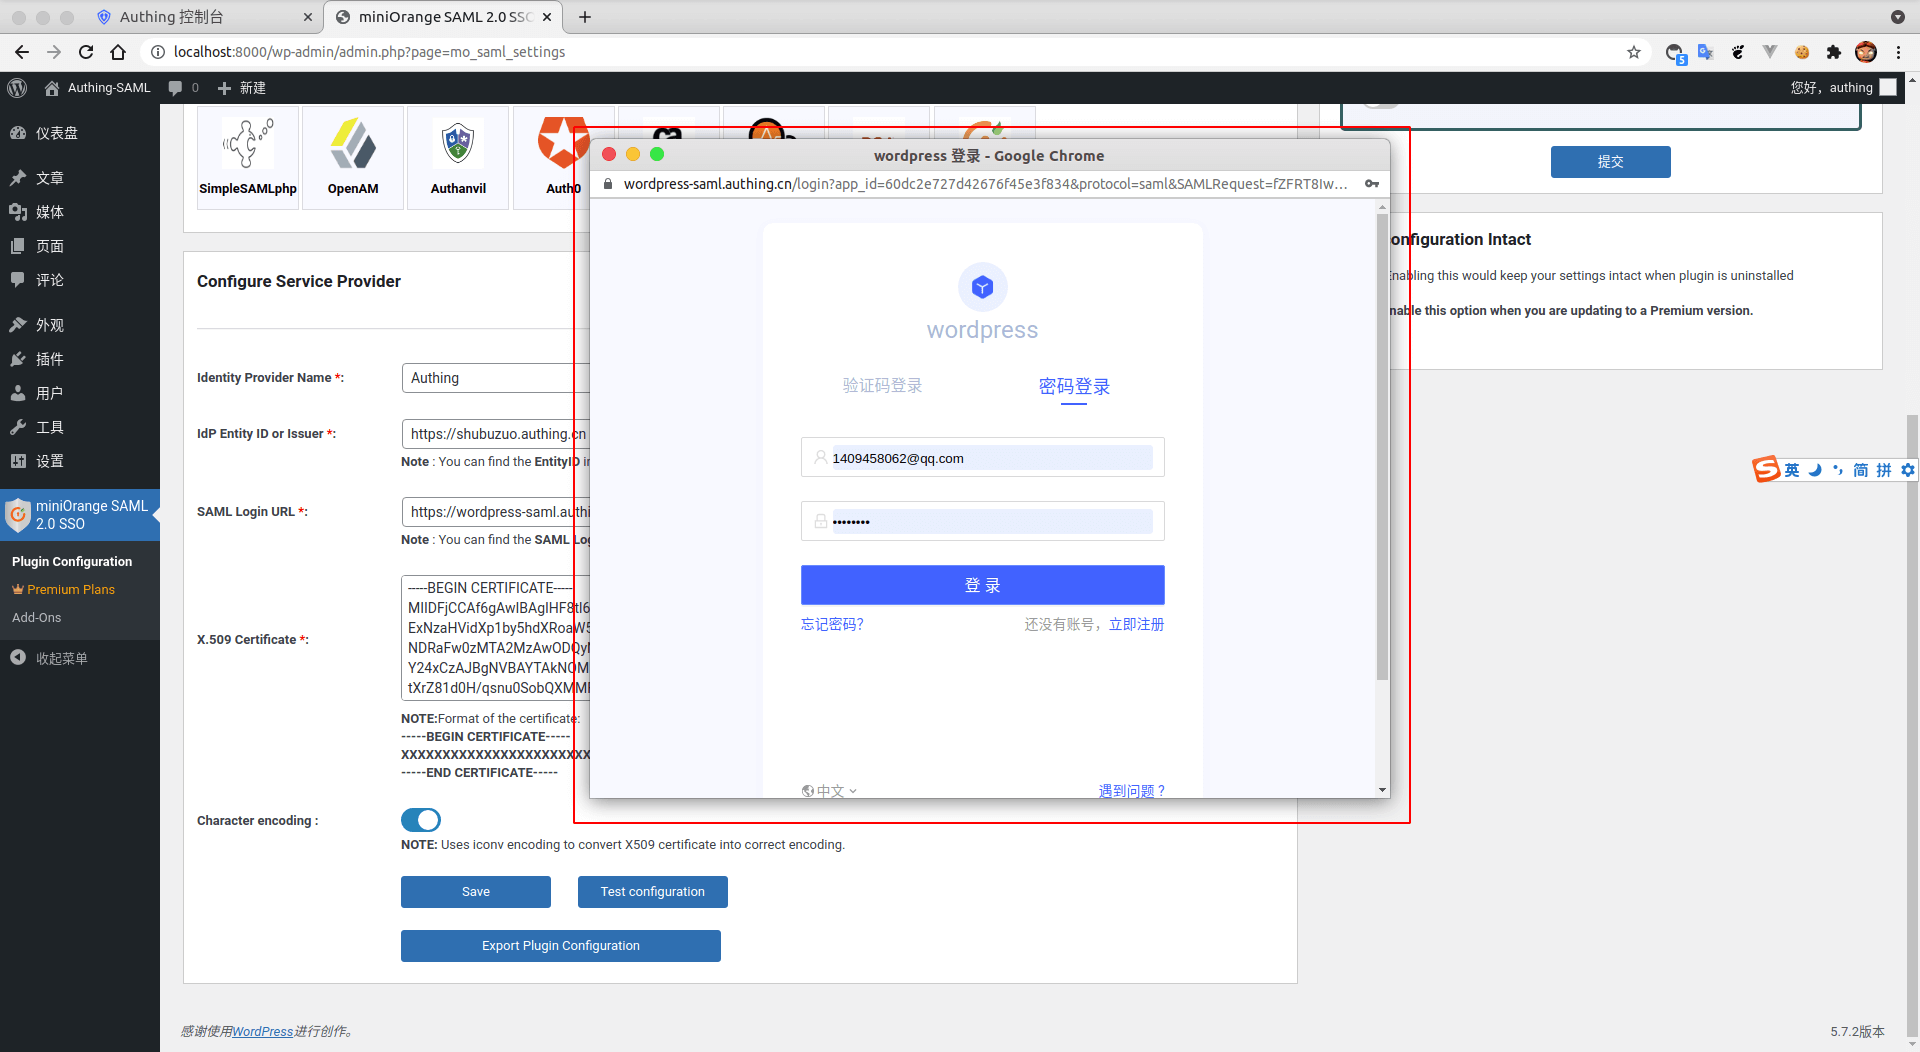 Authing 控制台
miniOrange SAML 2.0 SSO
localhost:8000/wp-admin/admin.php?page=mo_saml_settings
5
Authing-SAML
0
新建
您好，authing
仪表盘
文章
媒体
页面
评论
外观
插件
用户
工具
设置
miniOrange SAML
2.0 SSO
Plugin Configuration
Premium Plans
Add-Ons
收起菜单
SimpleSAMLphp
OpenAM
Authanvil
Auth0
提交
Configuration Intact
Enabling this would keep your settings intact when plugin is uninstalled
nable this option when you are updating to a Premium version.
Configure Service Provider
Identity Provider Name *:
Authing
IdP Entity ID or Issuer *:
https://shubuzuo.authing.cn
Note : You can find the EntityID in
SAML Login URL *:
https://wordpress-saml.authi
Note : You can find the SAML Log
X.509 Certificate *:
-----BEGIN CERTIFICATE-----
MIIDFjCCAf6gAwIBAgIHF8tl6
ExNzaHVidXp1by5hdXRoaW5
NDRaFw0zMTA2MzAwODQy
Y24xCzAJBgNVBAYTAkNOM
tXrZ81d0H/qsnu0SobQXMM
NOTE:Format of the certificate:
-----BEGIN CERTIFICATE-----
XXXXXXXXXXXXXXXXXXXXXXX
-----END CERTIFICATE-----
Character encoding :
NOTE: Uses iconv encoding to convert X509 certificate into correct encoding.
Save
Test configuration
Export Plugin Configuration
感谢使用WordPress进行创作。
5.7.2版本
wordpress 登录 - Google Chrome
wordpress-saml.authing.cn/login?app_id=60dc2e727d42676f45e3f834&protocol=saml&SAMLRequest=fZFRT8Iw...
wordpress
验证码登录
密码登录
1409458062@qq.com
••••••••
登 录
忘记密码?
还没有账号，立即注册
中文
遇到问题 ?
英
简
拼